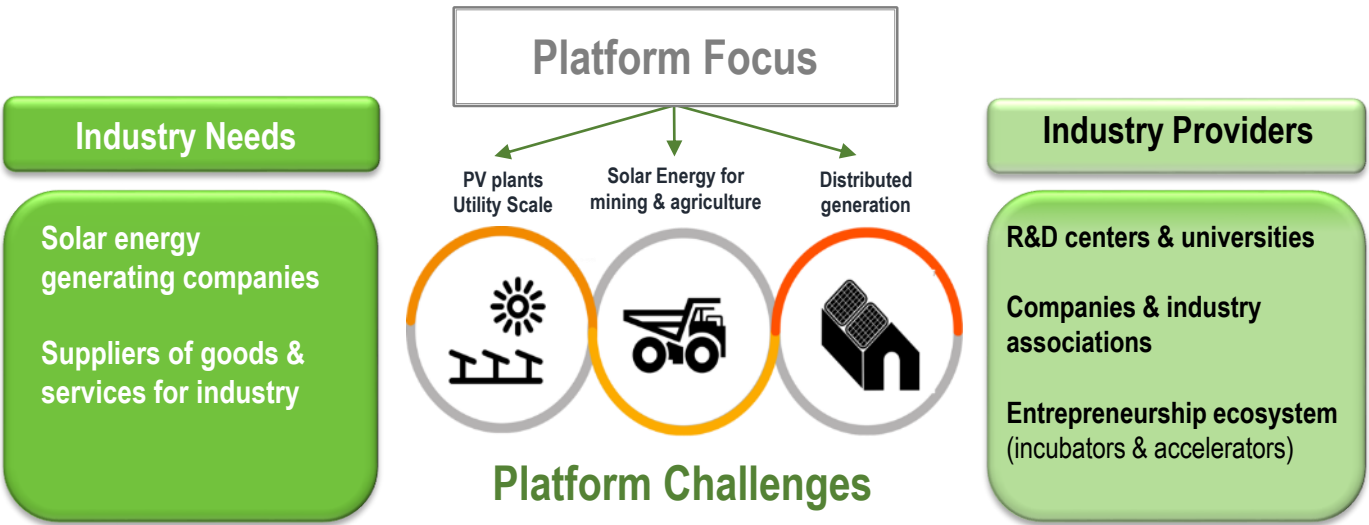 Platform Focus
Industry Needs
Solar energy
generating companies
Suppliers of goods &
services for industry
PV plants
Utility Scale
Solar Energy for
mining & agriculture
Distributed
generation
Platform Challenges
Industry Providers
R&D centers & universities
Companies & industry
associations
Entrepreneurship ecosystem
(incubators & accelerators)